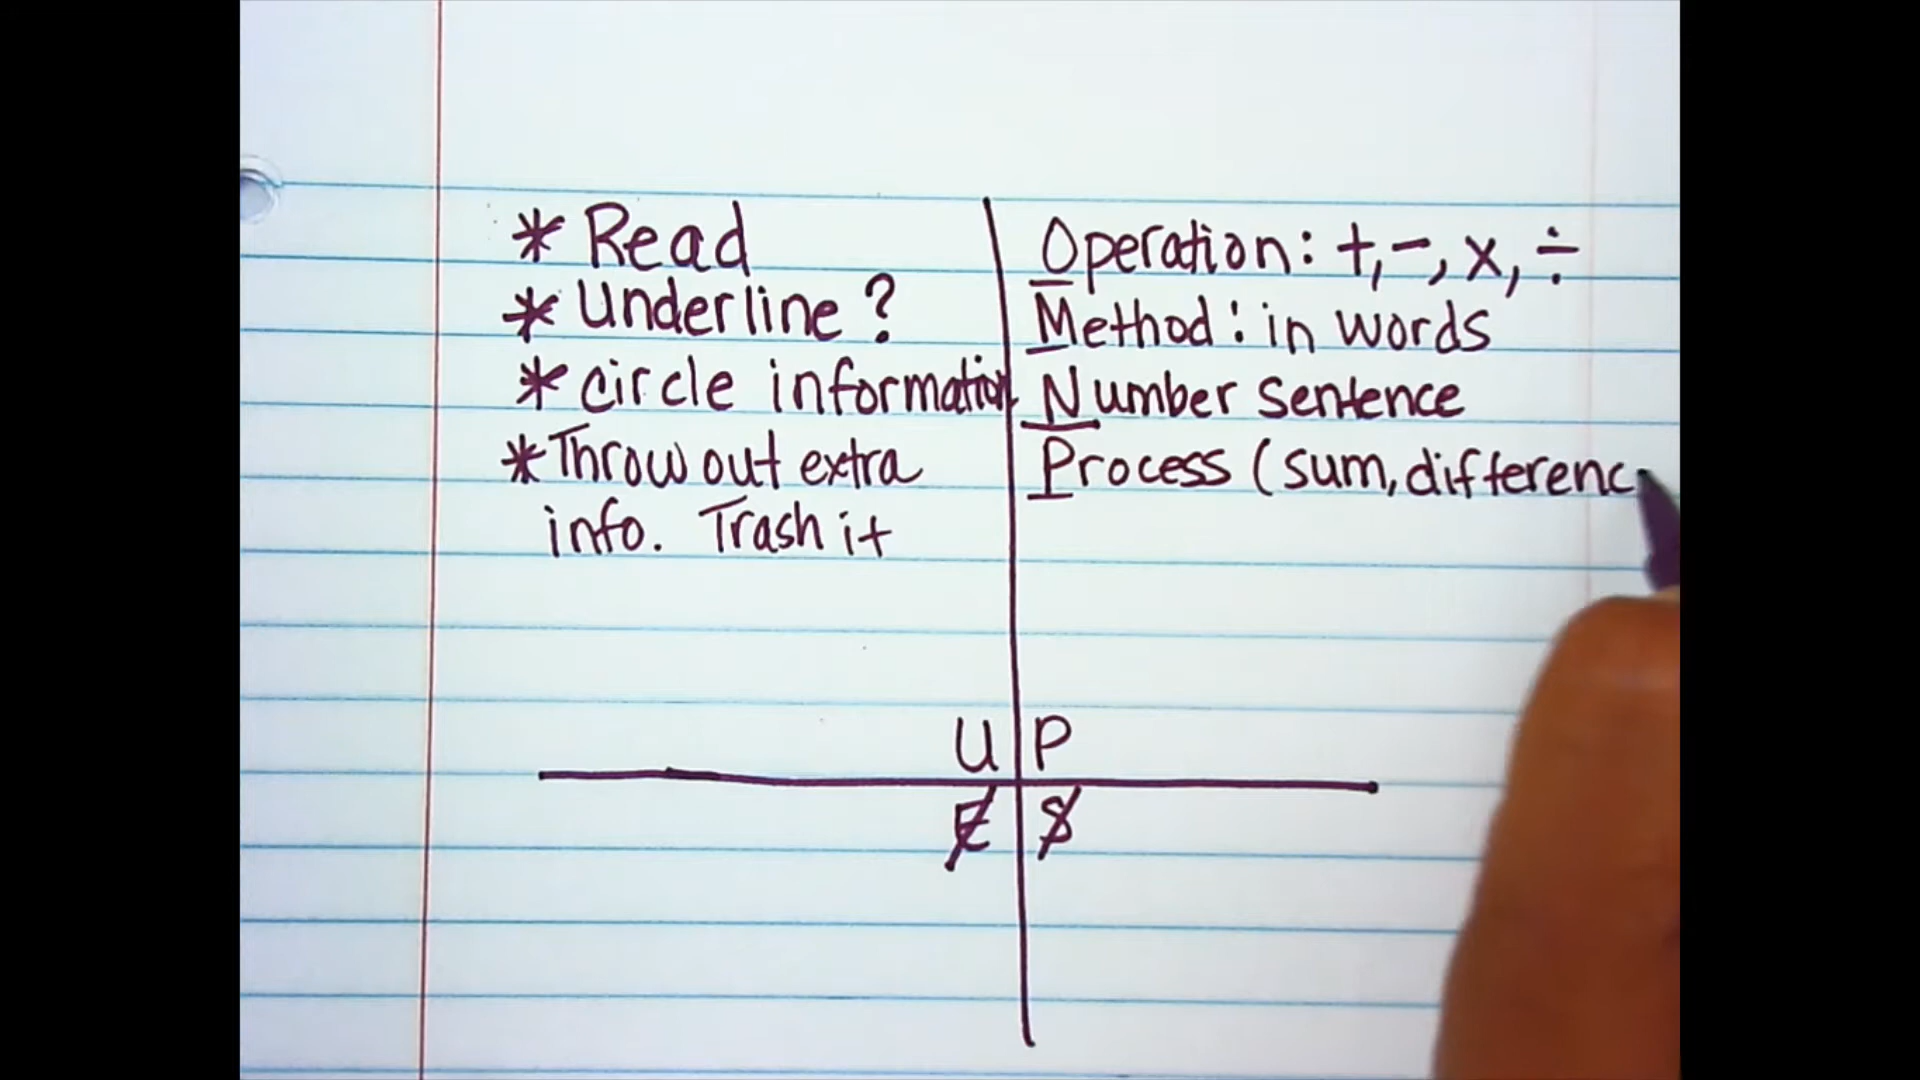 * Read
* Underline ?
* circle information
* Throw out extra
info. Trash it
Operation: +, -, x, ÷
Method: in words
Number sentence
Process (sum, differenc
U P
E S